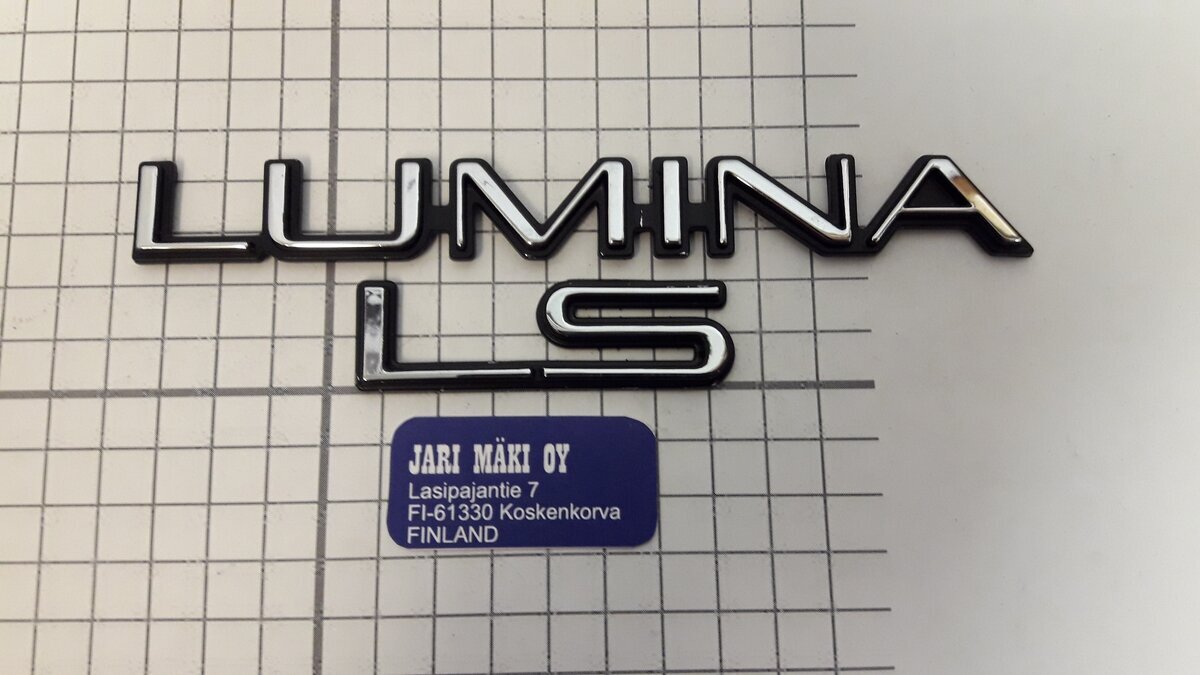 LUMINA
LS
JARI MÄKI OY
Lasipajantie 7
FI-61330 Koskenkorva
FINLAND